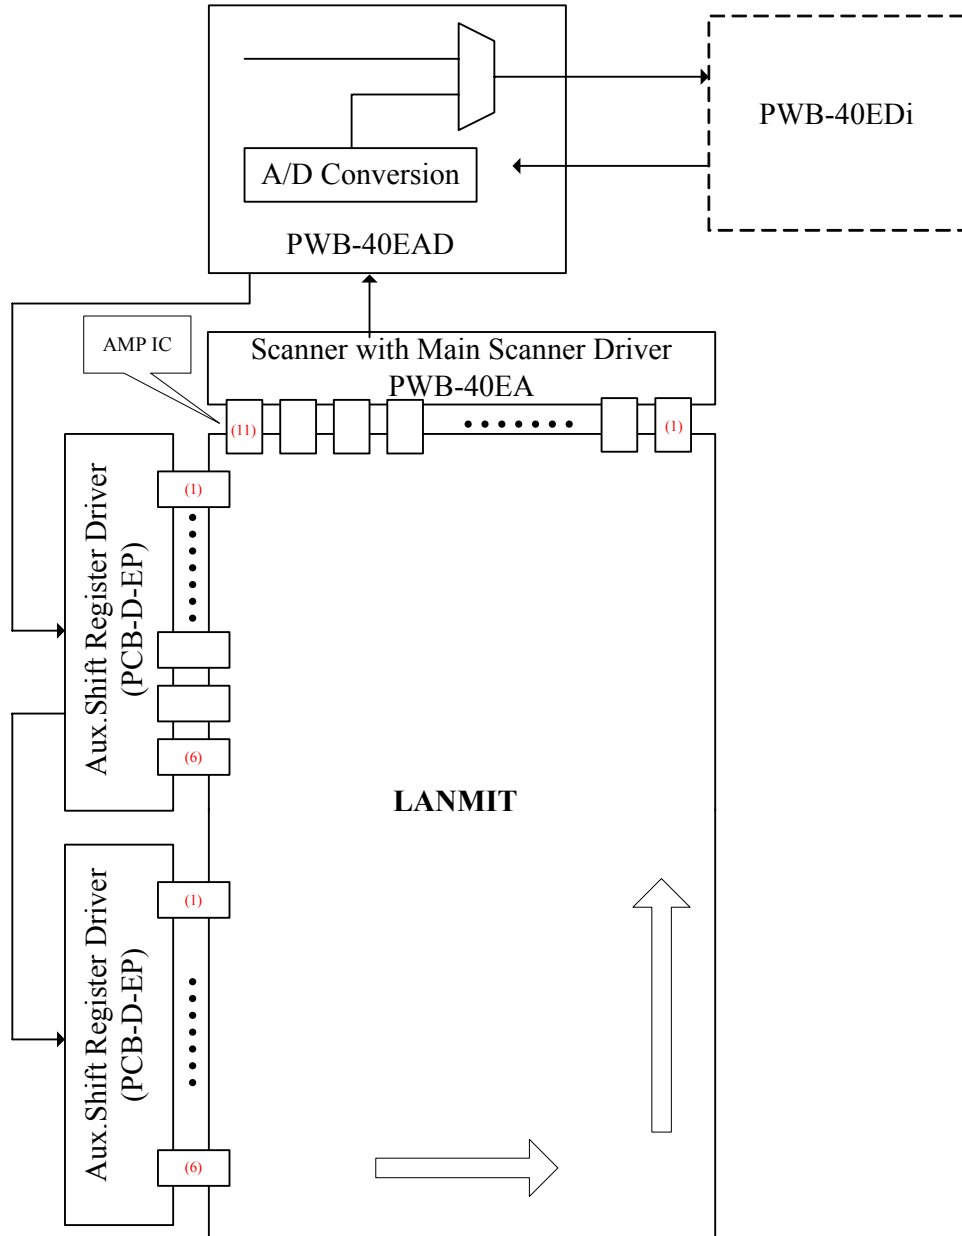 PWB-40EDi
A/D Conversion
PWB-40EAD
AMP IC
Scanner with Main Scanner Driver
PWB-40EA
(11)
(1)
Aux.Shift Register Driver
(PCB-D-EP)
(1)
(6)
LANMIT
Aux.Shift Register Driver
(PCB-D-EP)
(1)
(6)